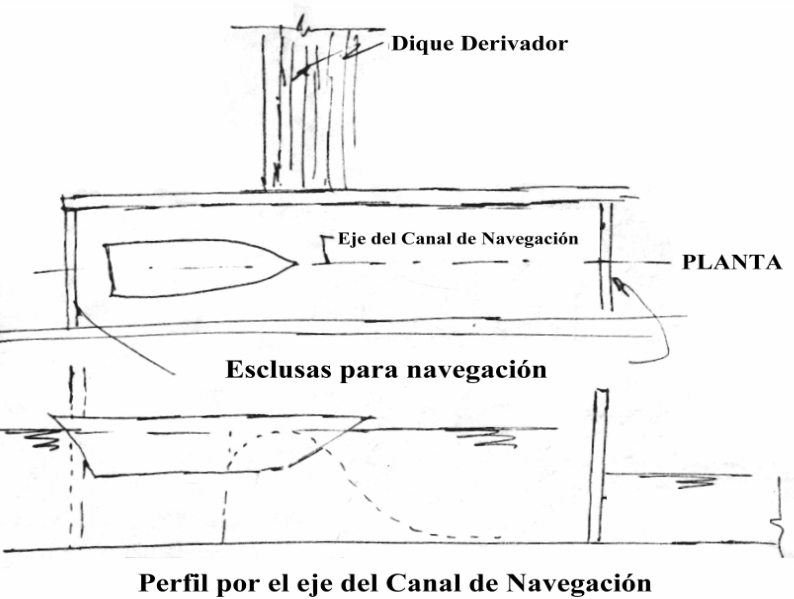 Dique Derivador
Eje del Canal de Navegación
PLANTA
Esclusas para navegación
Perfil por el eje del Canal de Navegación